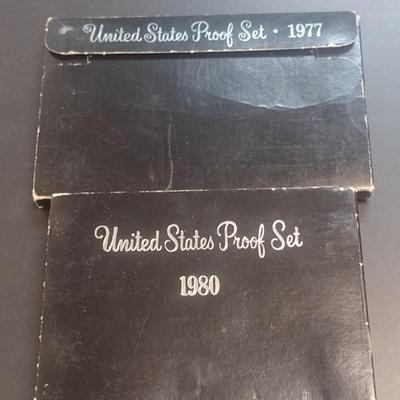 United States Proof Set · 1977
United States Proof Set
1980